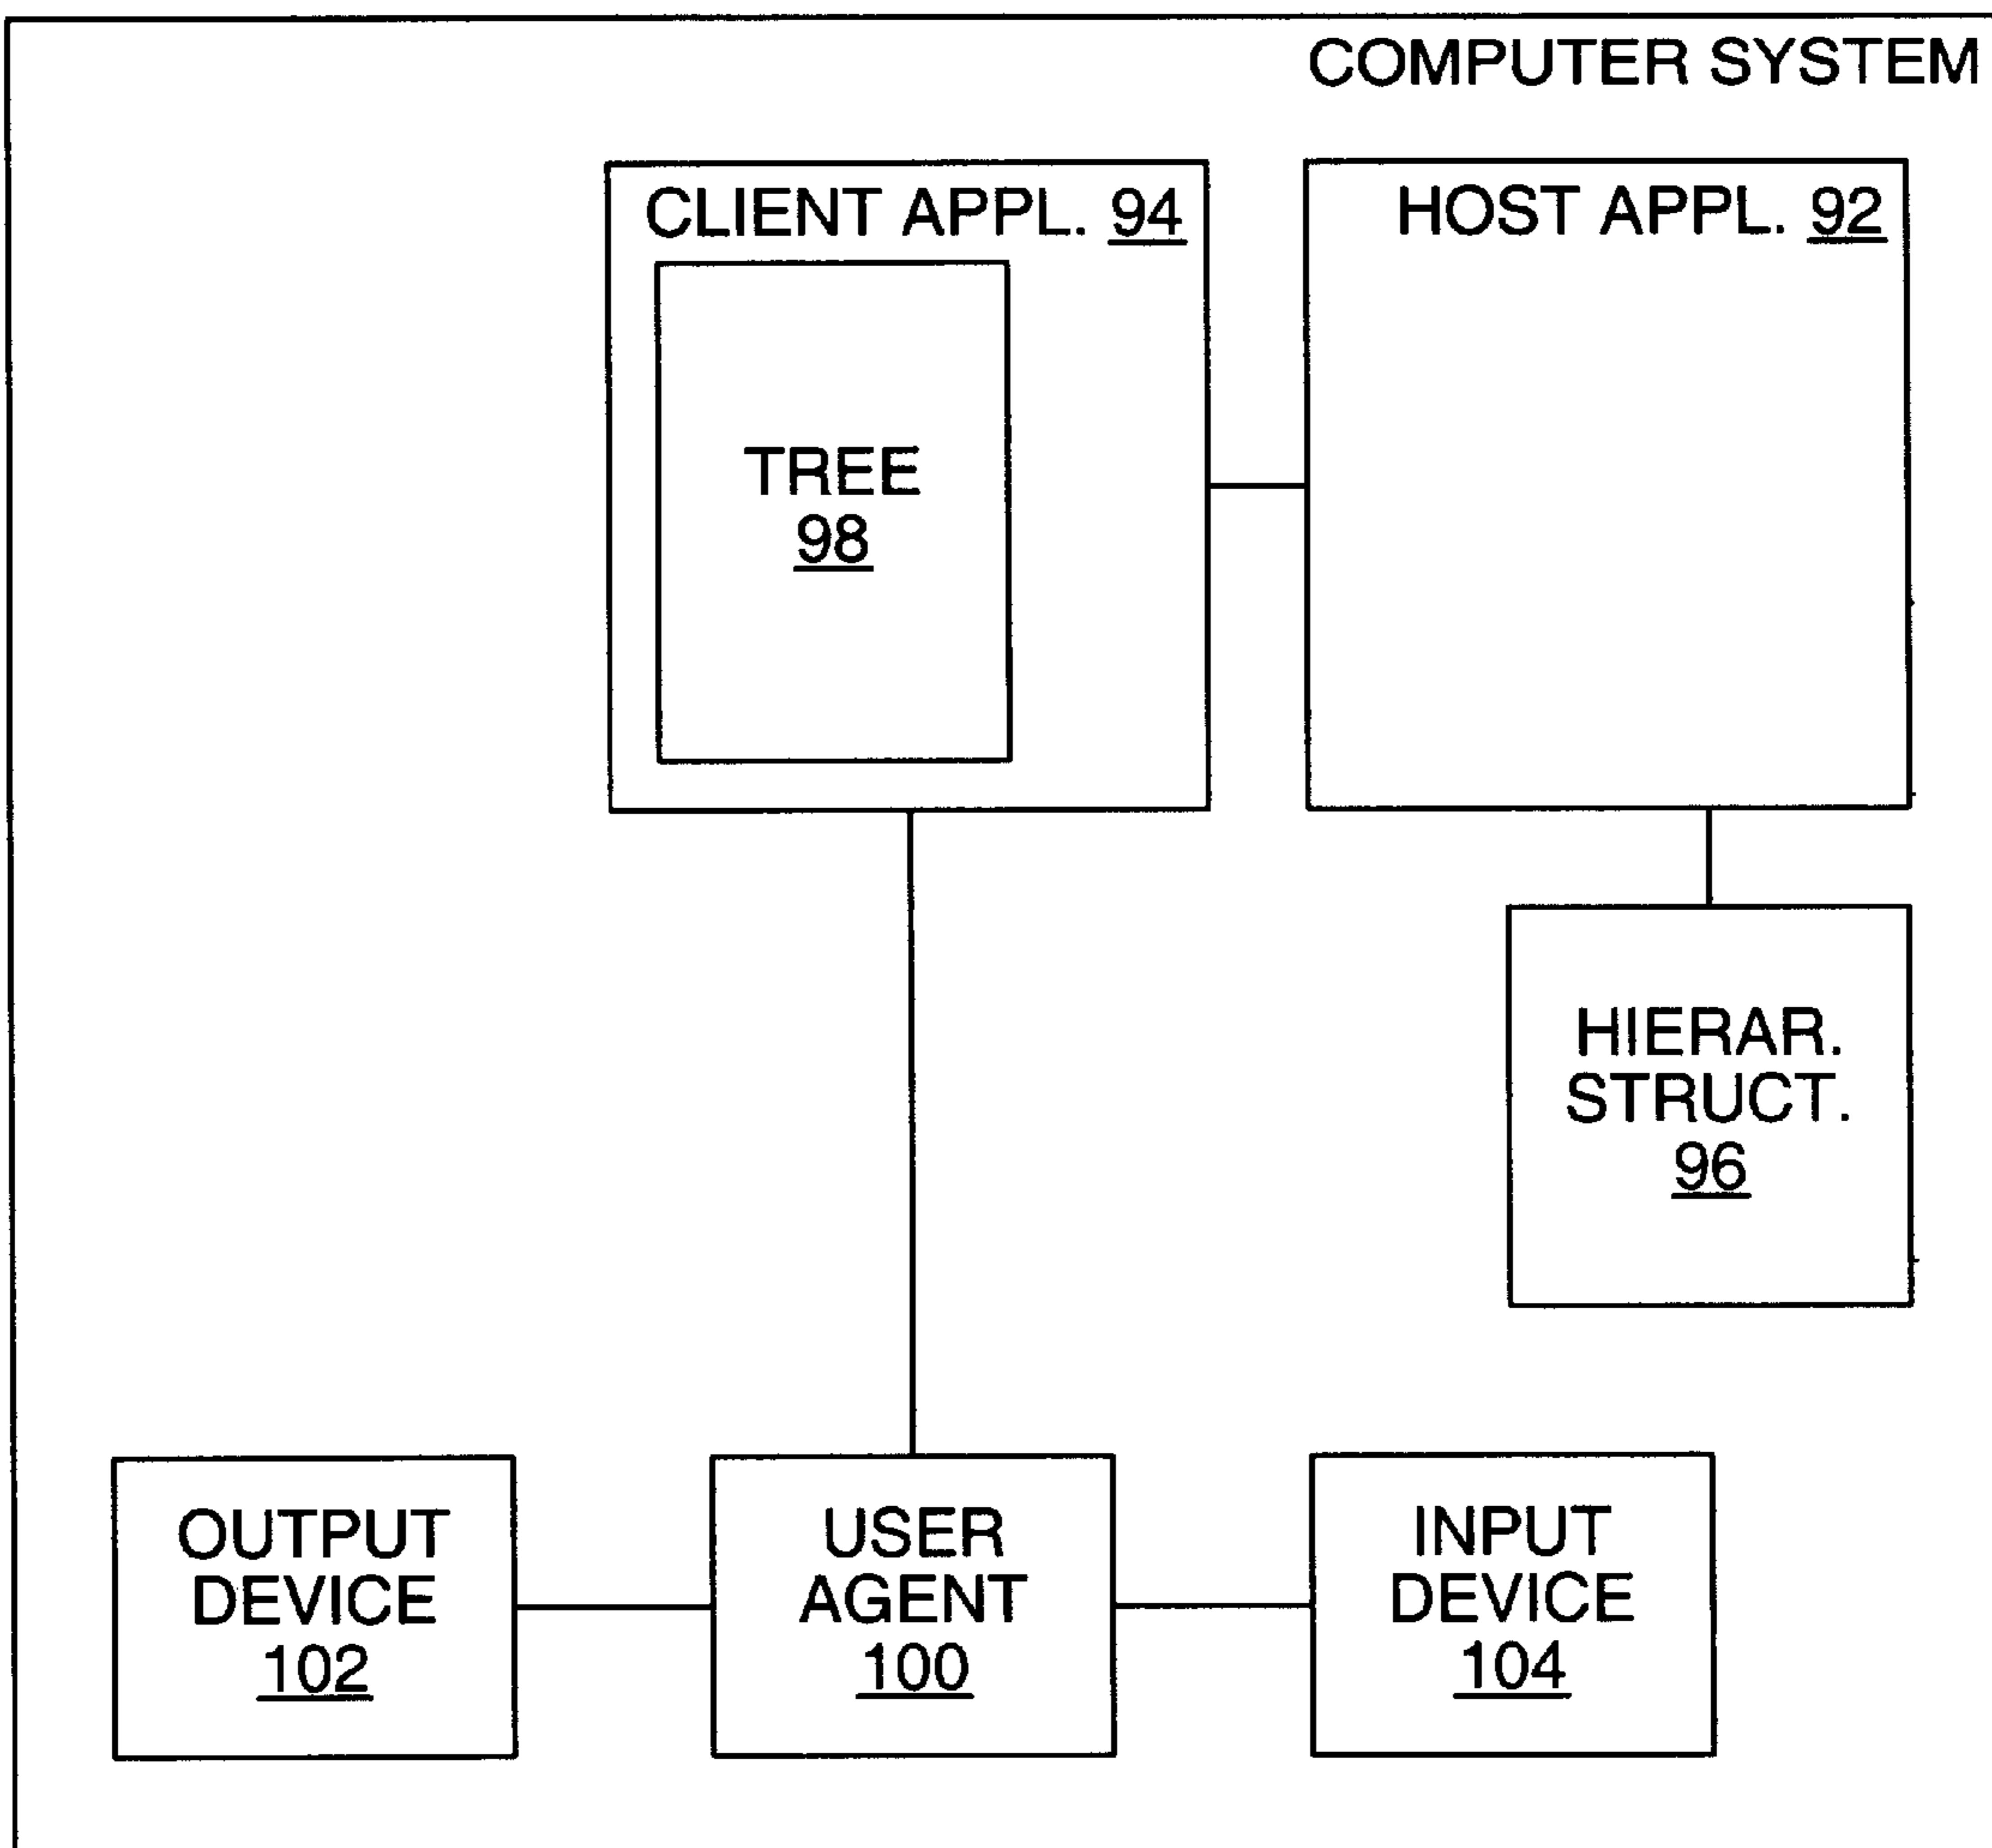 COMPUTER SYSTEM
CLIENT APPL. 94
HOST APPL. 92
TREE
98
HIERAR.
STRUCT.
96
OUTPUT
DEVICE
102
USER
AGENT
100
INPUT
DEVICE
104